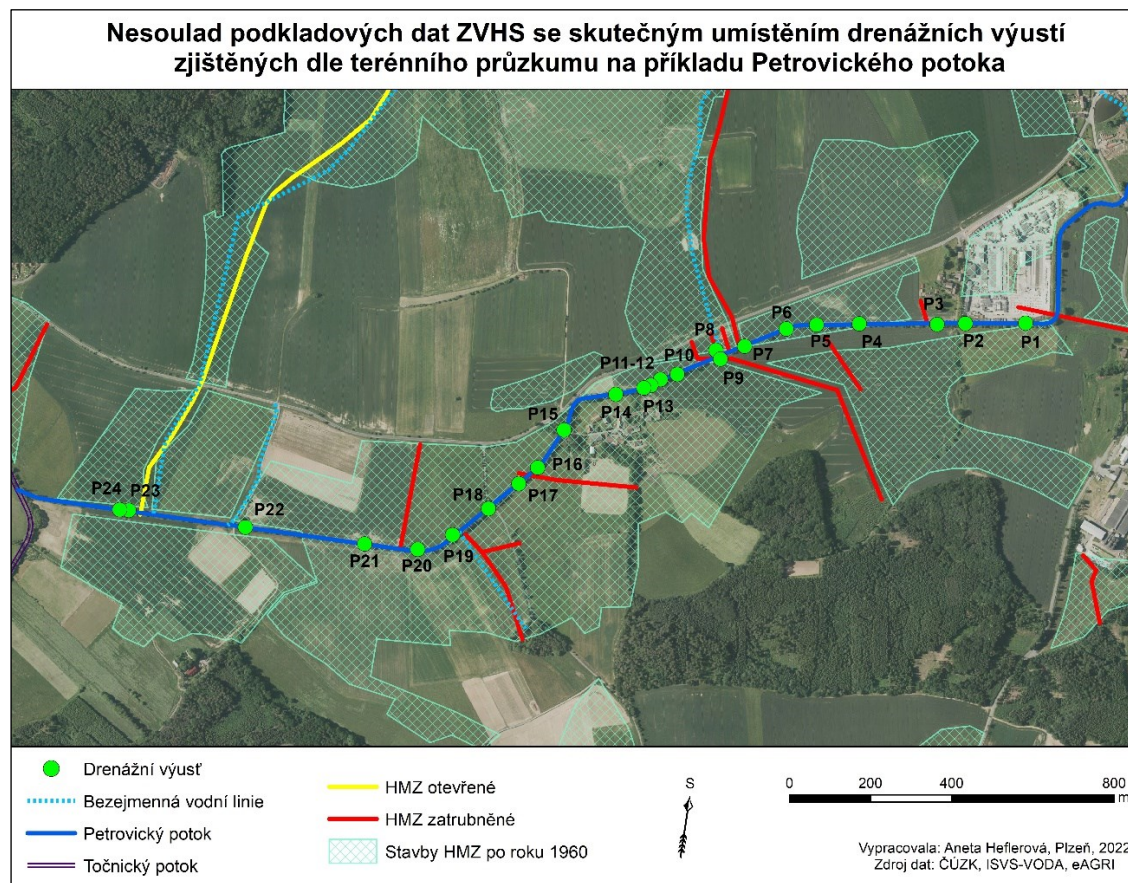 Nesoulad podkladových dat ZVHS se skutečným umístěním drenážních výustí
zjištěných dle terénního průzkumu na příkladu Petrovického potoka
P3
P6
P8
P5
P4
P2
P1
P7
P10
P9
P11-12
P13
P14
P15
P16
P17
P18
P24
P23
P22
P19
P21
P20
Drenážní výusť
Bezejmenná vodní linie
Petrovický potok
Točnický potok
HMZ otevřené
HMZ zatrubněné
Stavby HMZ po roku 1960
S
0 200 400 800
m
Vypracovala: Aneta Heflerová, Plzeň, 2022
Zdroj dat: ČÚZK, ISVS-VODA, eAGRI